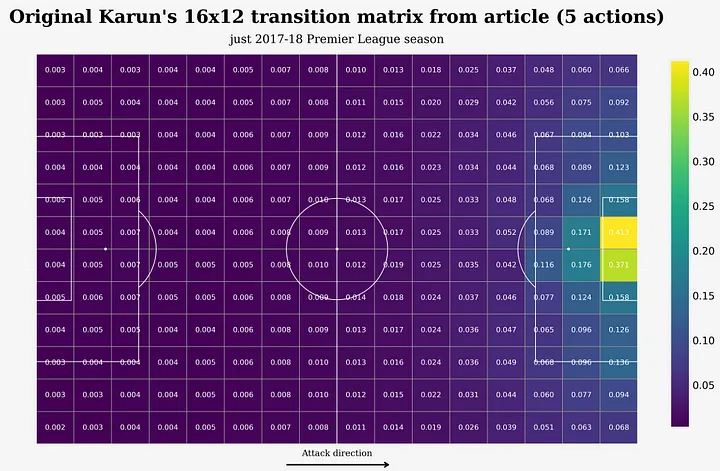 Original Karun's 16x12 transition matrix from article (5 actions)
just 2017-18 Premier League season
0.003 0.004 0.003 0.004 0.004 0.005 0.007 0.008 0.010 0.013 0.018 0.025 0.037 0.048 0.060 0.066
0.003 0.005 0.004 0.004 0.004 0.005 0.007 0.008 0.011 0.015 0.020 0.029 0.042 0.056 0.075 0.092
0.003 0.003 0.003 0.004 0.004 0.006 0.007 0.009 0.012 0.016 0.022 0.034 0.046 0.067 0.094 0.103
0.004 0.004 0.004 0.004 0.004 0.006 0.007 0.009 0.012 0.016 0.023 0.034 0.044 0.068 0.089 0.123
0.005 0.005 0.006 0.004 0.004 0.006 0.007 0.010 0.013 0.017 0.025 0.033 0.048 0.068 0.126 0.158
0.004 0.005 0.007 0.004 0.005 0.006 0.008 0.009 0.013 0.017 0.025 0.033 0.052 0.089 0.171 0.413
0.004 0.005 0.007 0.004 0.005 0.006 0.008 0.010 0.012 0.019 0.025 0.035 0.042 0.116 0.176 0.371
0.005 0.006 0.007 0.004 0.005 0.006 0.008 0.009 0.014 0.018 0.024 0.037 0.046 0.077 0.124 0.158
0.004 0.005 0.005 0.004 0.005 0.006 0.008 0.009 0.013 0.017 0.024 0.036 0.047 0.065 0.096 0.126
0.003 0.004 0.004 0.004 0.005 0.006 0.008 0.010 0.013 0.016 0.024 0.036 0.049 0.068 0.096 0.136
0.003 0.003 0.004 0.004 0.005 0.006 0.008 0.010 0.012 0.015 0.022 0.031 0.044 0.060 0.077 0.094
0.002 0.003 0.004 0.004 0.005 0.006 0.007 0.008 0.011 0.014 0.019 0.026 0.039 0.051 0.063 0.068
0.40
0.35
0.30
0.25
0.20
0.15
0.10
0.05
Attack direction